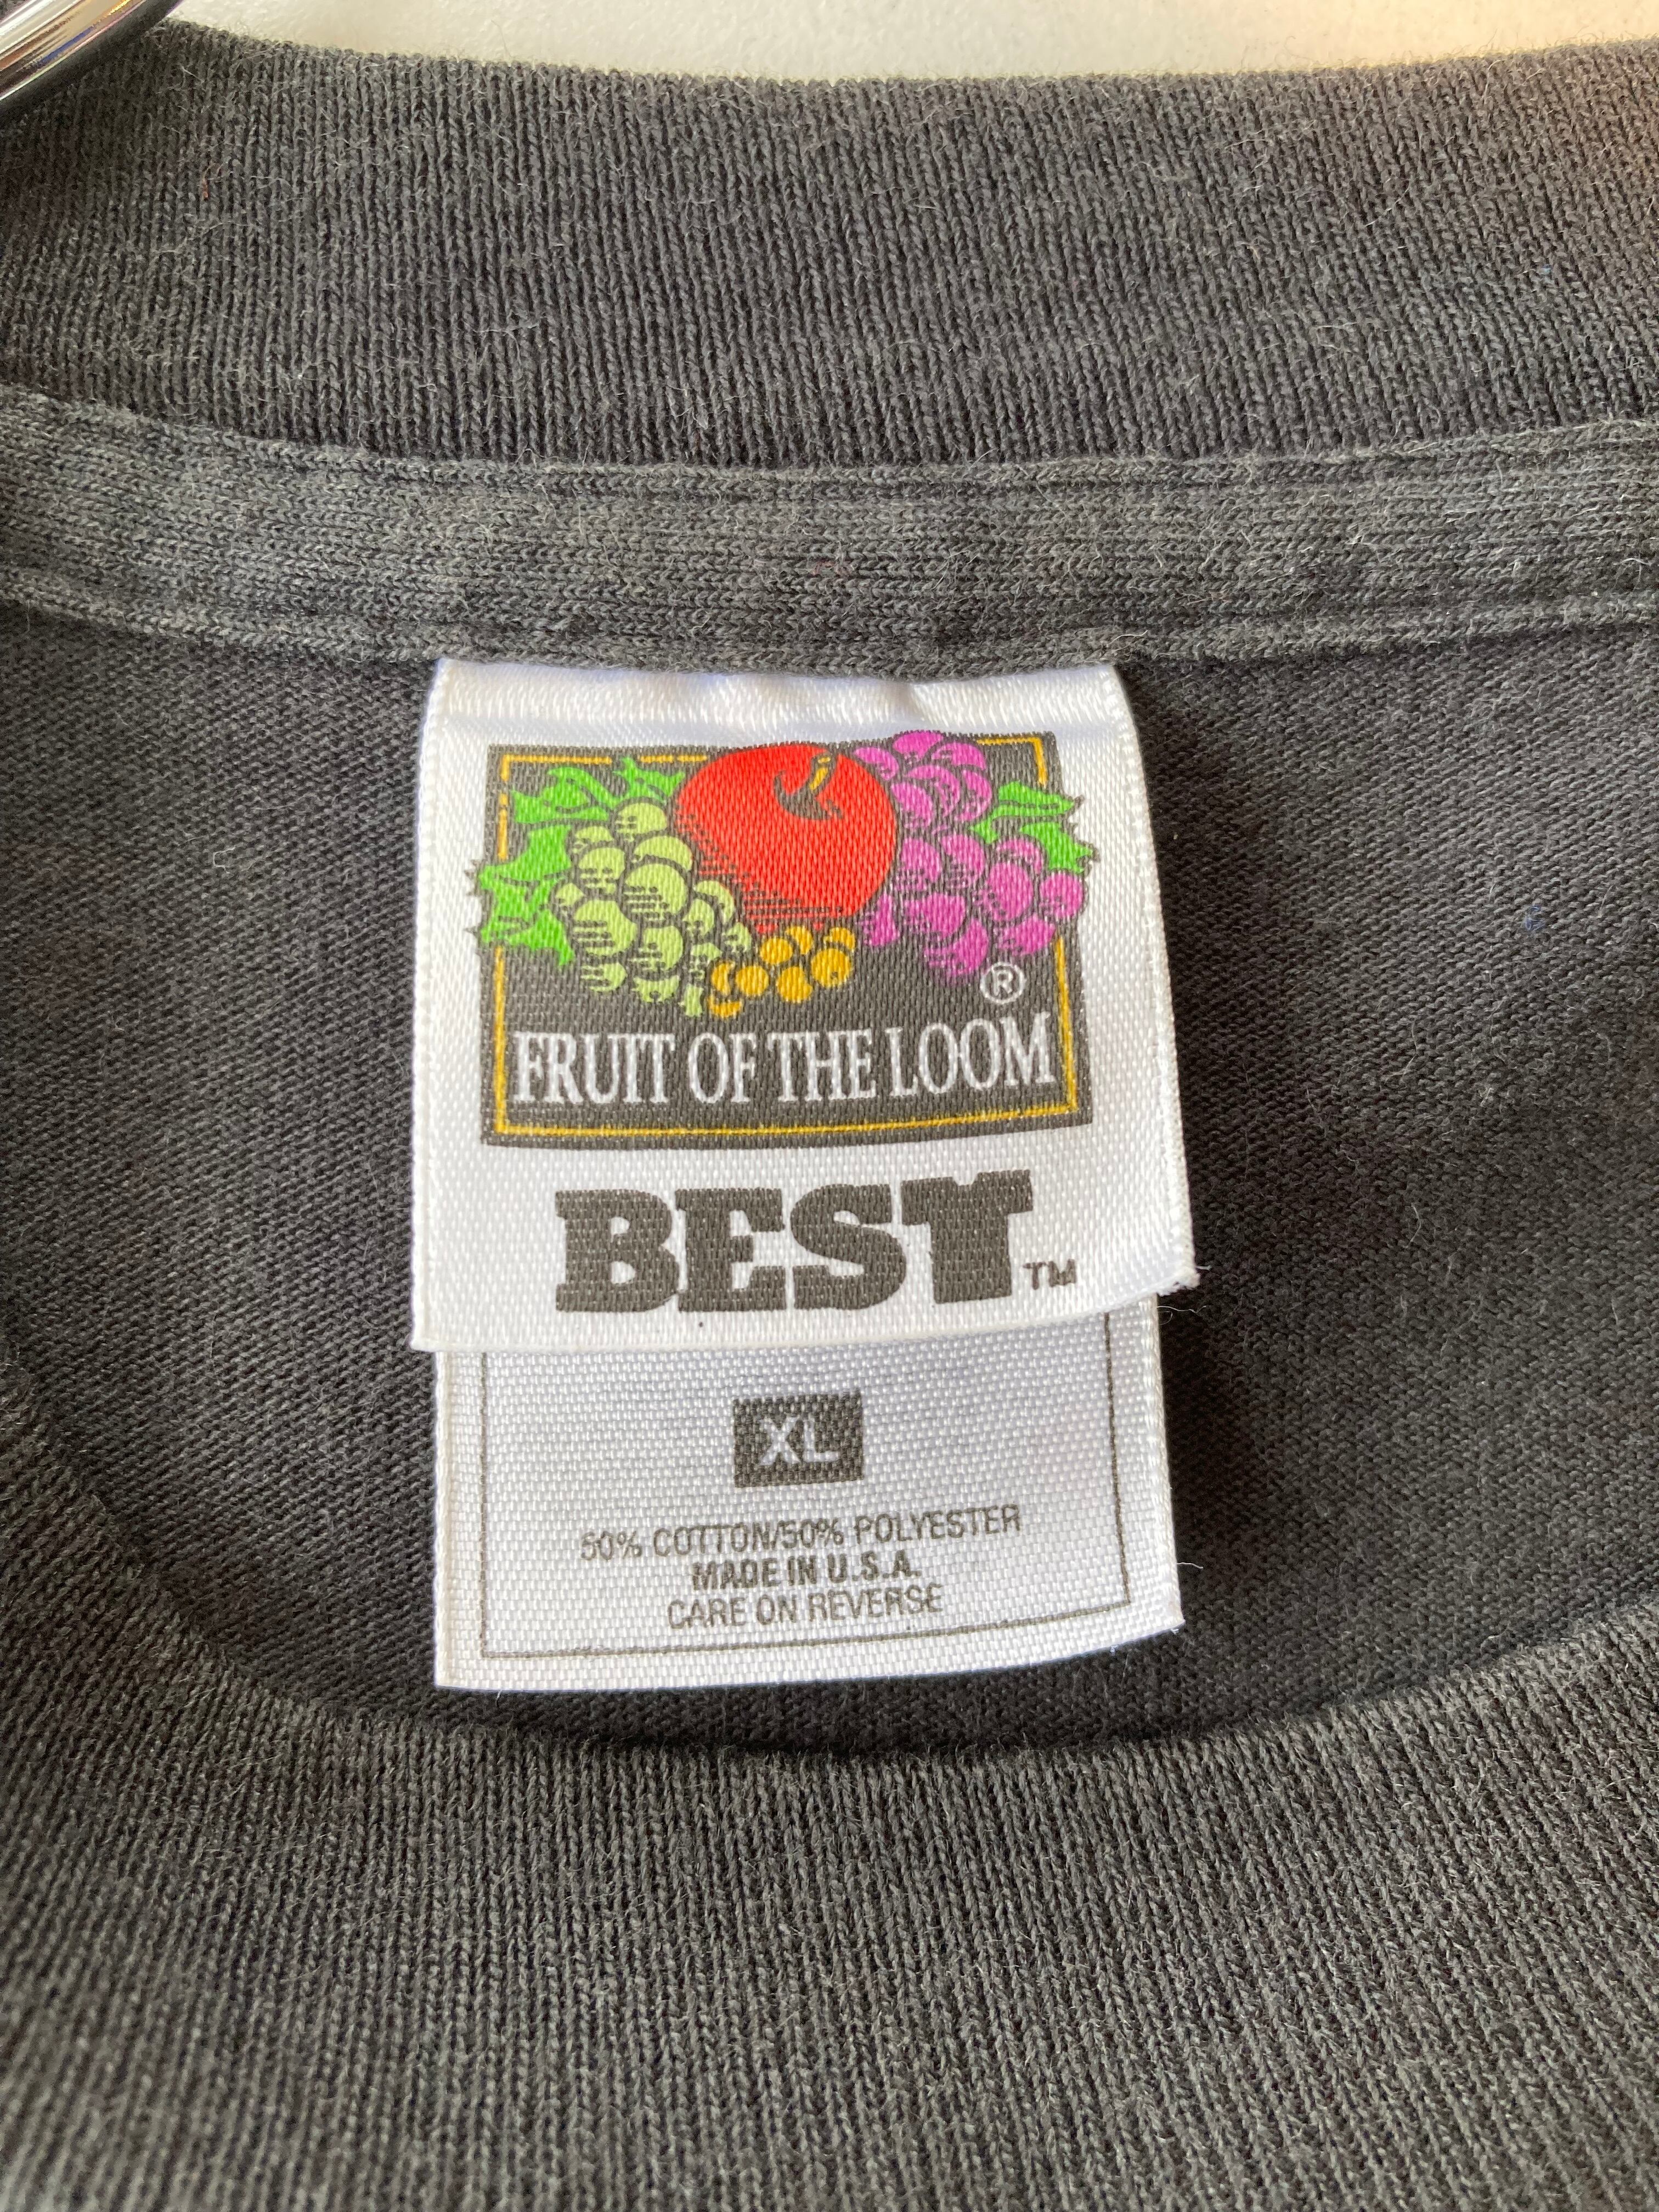 ®
FRUIT OF THE LOOM
BEST™
XL
50% COTTON/50% POLYESTER
MADE IN U.S.A.
CARE ON REVERSE